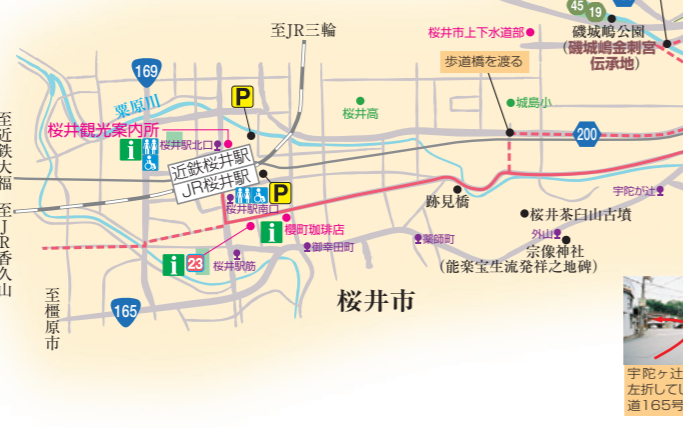 至JR三輪
45
19
磯城嶋公園
(磯城嶋金刺宮
伝承地)
桜井市上下水道部
歩道橋を渡る
169
粟原川
P
桜井高
城島小
200
至近鉄大福
桜井観光案内所
桜井駅北口
近鉄桜井駅
JR桜井駅
P
宇陀が辻
至JR香久山
桜井駅南口
跡見橋
桜井茶臼山古墳
櫻町珈琲店
御幸田町
薬師町
外山
宗像神社
(能楽宝生流発祥之地碑)
23
桜井駅筋
至橿原市
165
桜井市
宇陀ヶ辻
左折してい
道165号